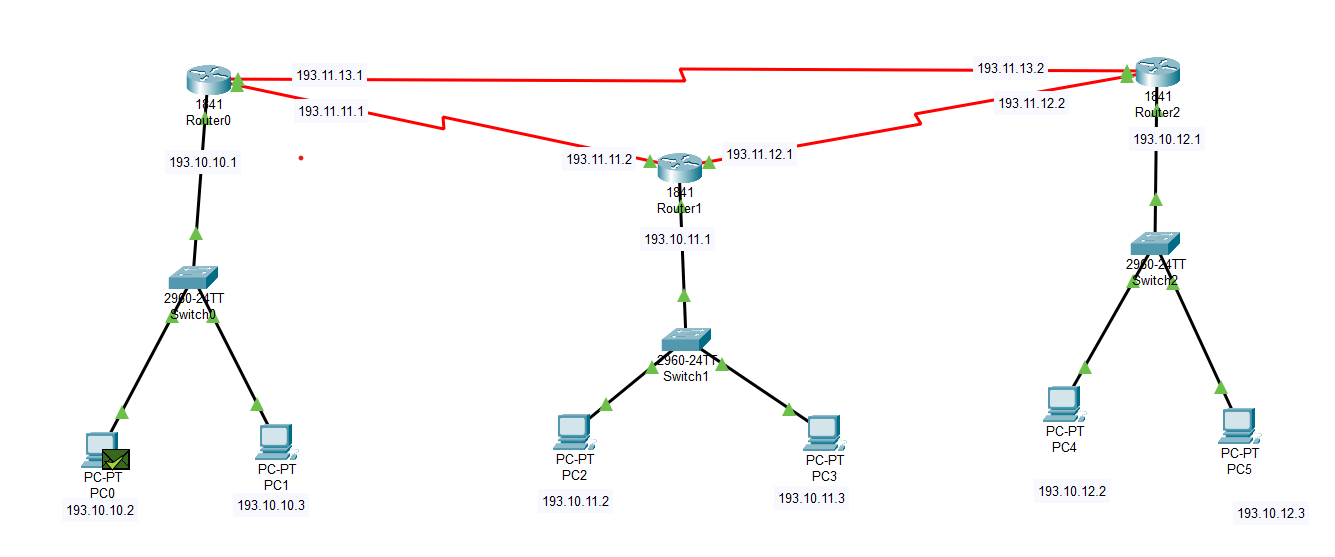 193.11.13.1
193.11.13.2
1841
Router0
193.11.11.1
193.11.12.2
1841
Router2
193.10.10.1
193.11.11.2
193.11.12.1
193.10.12.1
1841
Router1
193.10.11.1
2960-24TT
Switch0
2960-24TT
Switch2
2960-24TT
Switch1
PC-PT
PC0
193.10.10.2
PC-PT
PC1
193.10.10.3
PC-PT
PC2
193.10.11.2
PC-PT
PC3
193.10.11.3
PC-PT
PC4
193.10.12.2
PC-PT
PC5
193.10.12.3